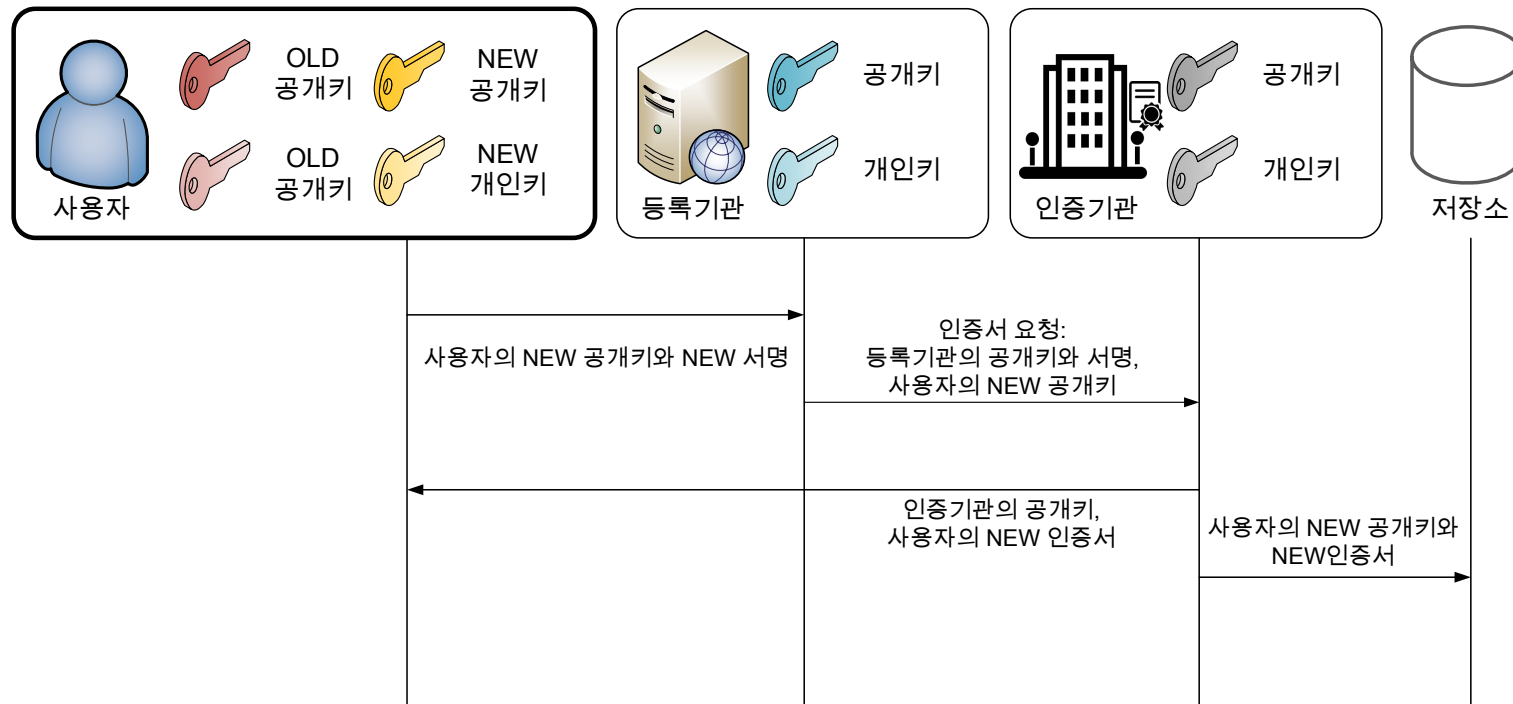 OLD
공개키
NEW
공개키
OLD
공개키
NEW
개인키
사용자
공개키
개인키
등록기관
공개키
개인키
인증기관
저장소
사용자의 NEW 공개키와 NEW 서명
인증서 요청:
등록기관의 공개키와 서명,
사용자의 NEW 공개키
인증기관의 공개키,
사용자의 NEW 인증서
사용자의 NEW 공개키와
NEW인증서